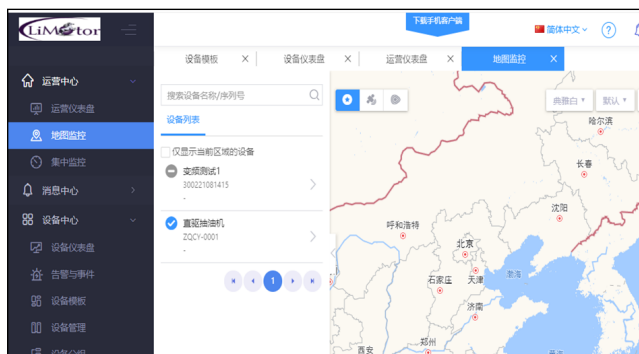 LiMotor
下载手机客户端
简体中文
?
设备模板 X
设备仪表盘 X
运营仪表盘 X
地图监控 X
运营中心
运营仪表盘
地图监控
集中监控
消息中心
设备中心
设备仪表盘
告警与事件
设备模板
设备管理
搜索设备名称/序列号
设备列表
仅显示当前区域的设备
变频测试1
300221081415
-
直驱抽油机
ZQCY-0001
-
1
典雅白
默认
哈尔滨
长春
沈阳
呼和浩特
北京
天津
渤海
石家庄
济南
郑州
西安